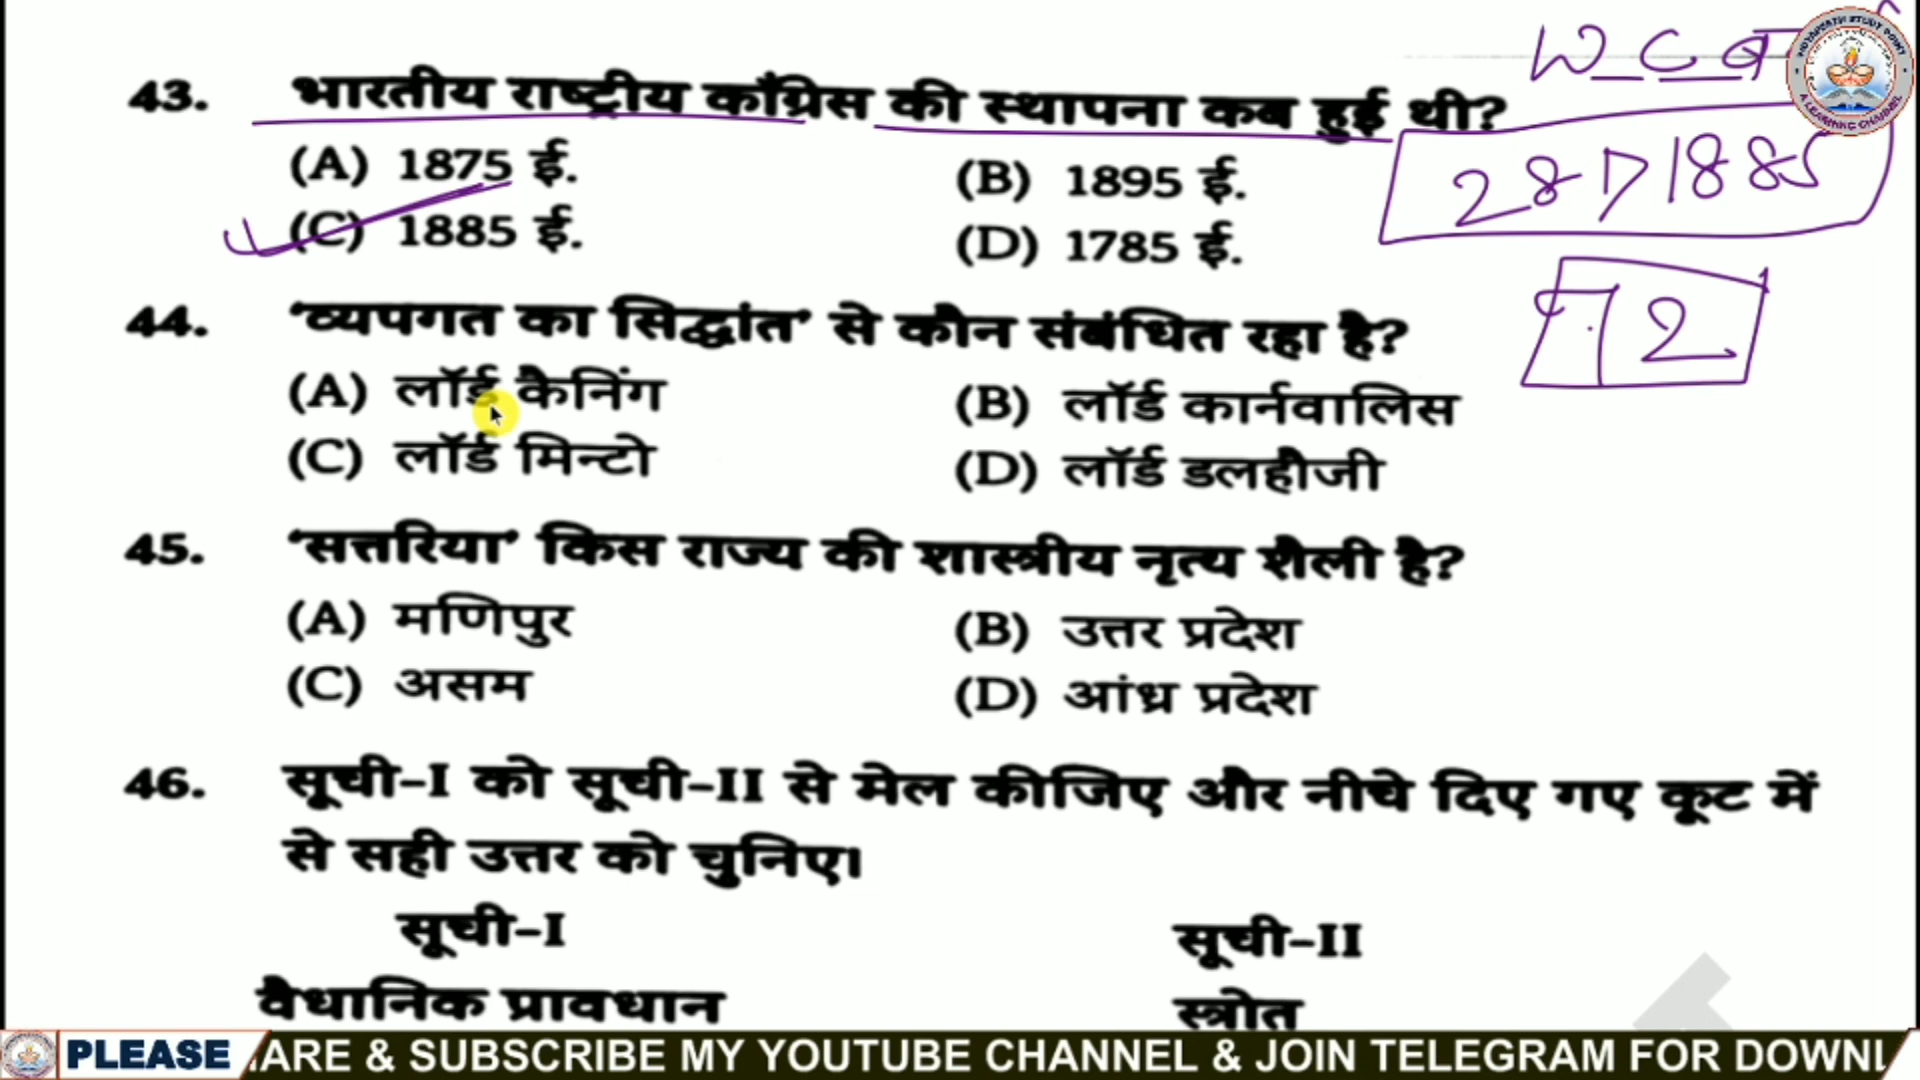 W C बै
43. भारतीय राष्ट्रीय काँग्रेस की स्थापना कब हुई थी?
(A) 1875 ई. (B) 1895 ई.
28 D 1885
(C) 1885 ई. (D) 1785 ई.
72
44. 'व्यपगत का सिद्धांत' से कौन संबंधित रहा है?
(A) लॉर्ड कैनिंग (B) लॉर्ड कार्नवालिस
(C) लॉर्ड मिन्टो (D) लॉर्ड डलहौजी
45. 'सत्तरिया' किस राज्य की शास्त्रीय नृत्य शैली है?
(A) मणिपुर (B) उत्तर प्रदेश
(C) असम (D) आंध्र प्रदेश
46. सूची-I को सूची-II से मेल कीजिए और नीचे दिए गए कूट में
से सही उत्तर को चुनिए।
सूची-I सूची-II
वैधानिक प्रावधान स्त्रोत
PLEASE ARE & SUBSCRIBE MY YOUTUBE CHANNEL & JOIN TELEGRAM FOR DOWNL